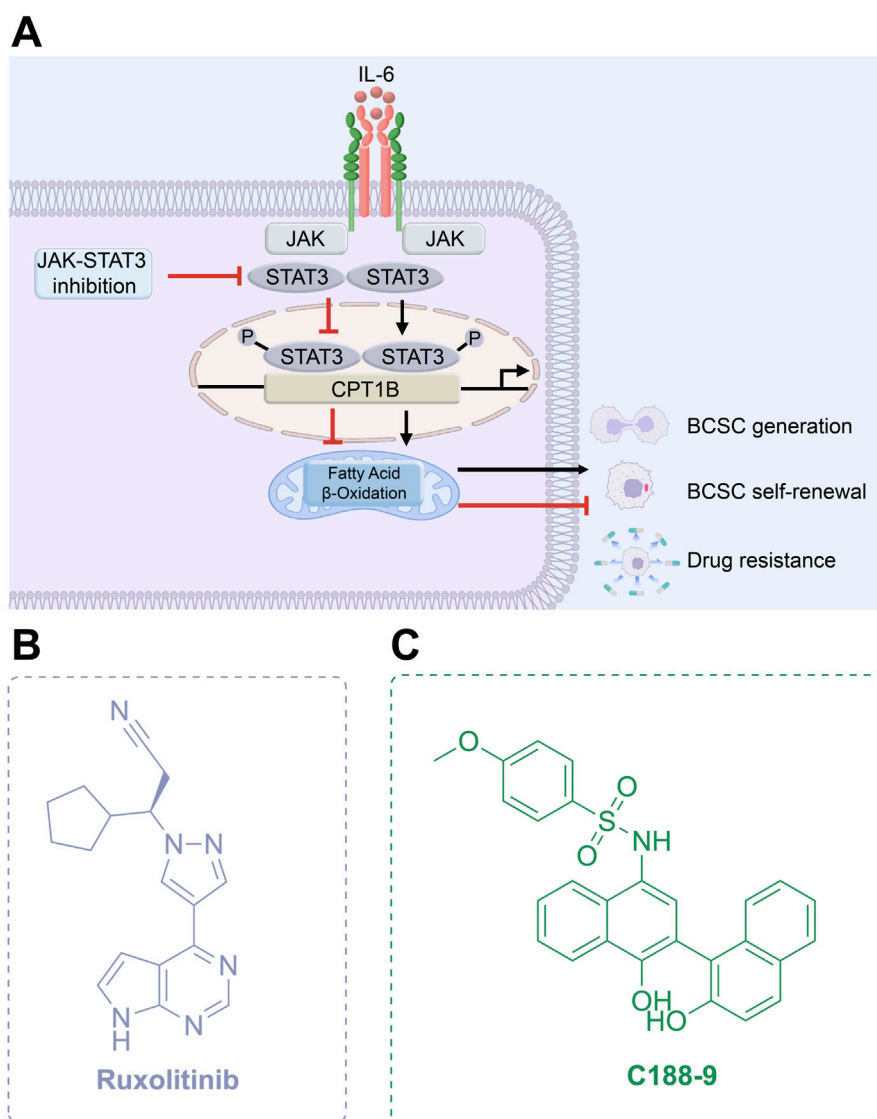 A
IL-6
JAK
JAK
JAK-STAT3
inhibition
STAT3
STAT3
P
P
STAT3
STAT3
CPT1B
Fatty Acid
β-Oxidation
BCSC generation
BCSC self-renewal
Drug resistance
B
C
N
N
N
N
N
N
H
Ruxolitinib
O
O
S
O
NH
OH
HO
C188-9